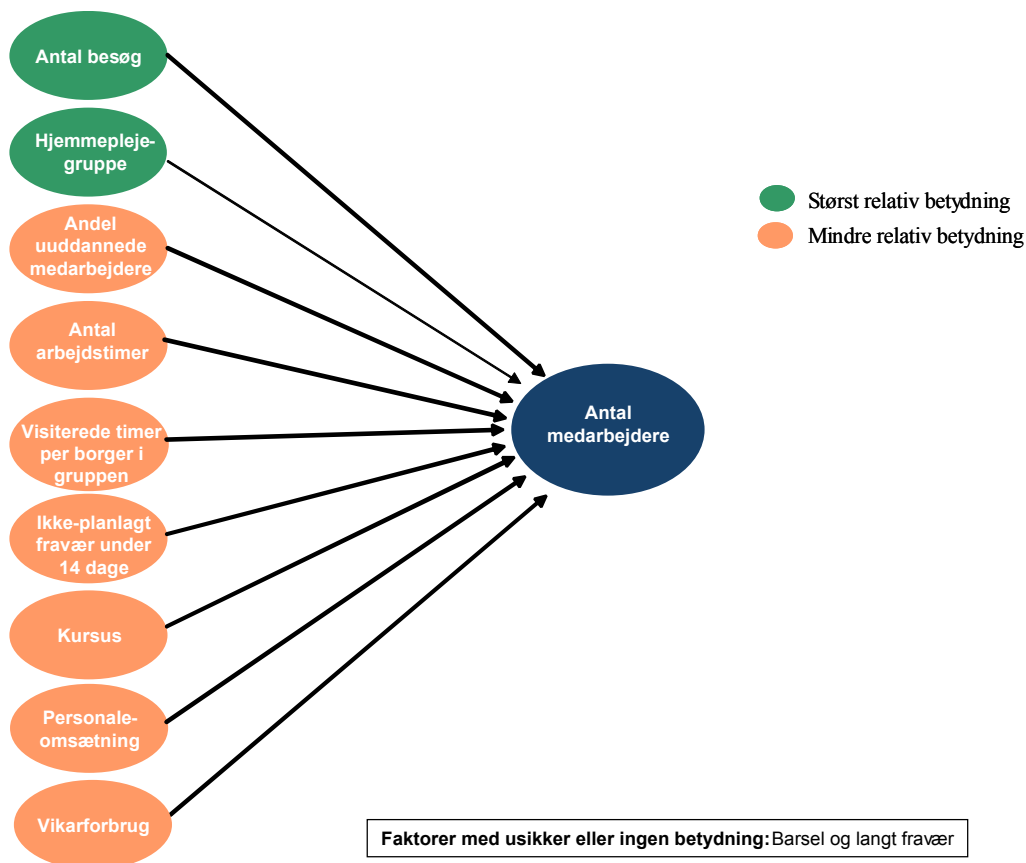 Antal besøg
Hjemmepleje-
gruppe
Andel
uuddannede
medarbejdere
Antal
arbejdstimer
Visiterede timer
per borger i
gruppen
Ikke-planlagt
fravær under
14 dage
Kursus
Personale-
omsætning
Vikarforbrug
Antal
medarbejdere
Størst relativ betydning
Mindre relativ betydning
Faktorer med usikker eller ingen betydning: Barsel og langt fravær